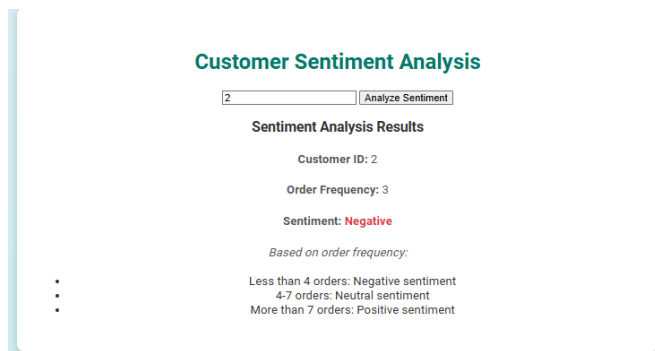 Customer Sentiment Analysis
2 Analyze Sentiment
Sentiment Analysis Results
Customer ID: 2
Order Frequency: 3
Sentiment: Negative
Based on order frequency:
• Less than 4 orders: Negative sentiment
• 4-7 orders: Neutral sentiment
• More than 7 orders: Positive sentiment